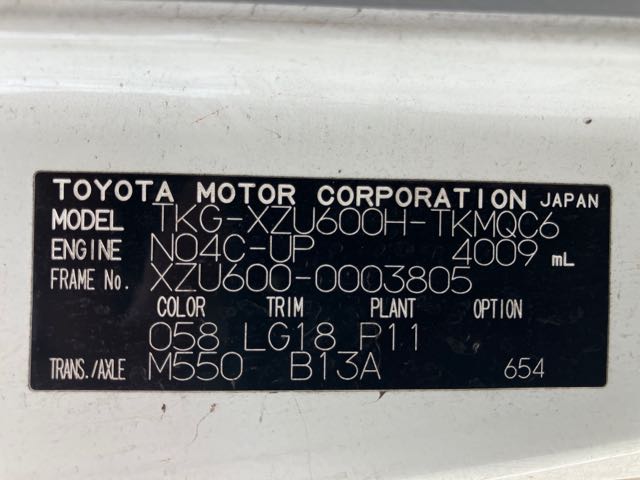 TOYOTA MOTOR CORPORATION JAPAN
MODEL TKG-XZU600H-TKMQC6
ENGINE N04C-UP 4009 mL
FRAME No. XZU600-0003805
COLOR TRIM PLANT OPTION
058 LG18 P11
TRANS./AXLE M550 B13A 654